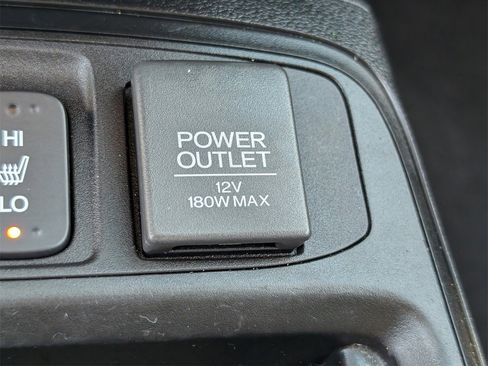 HI
LO
POWER
OUTLET
12V
180W MAX